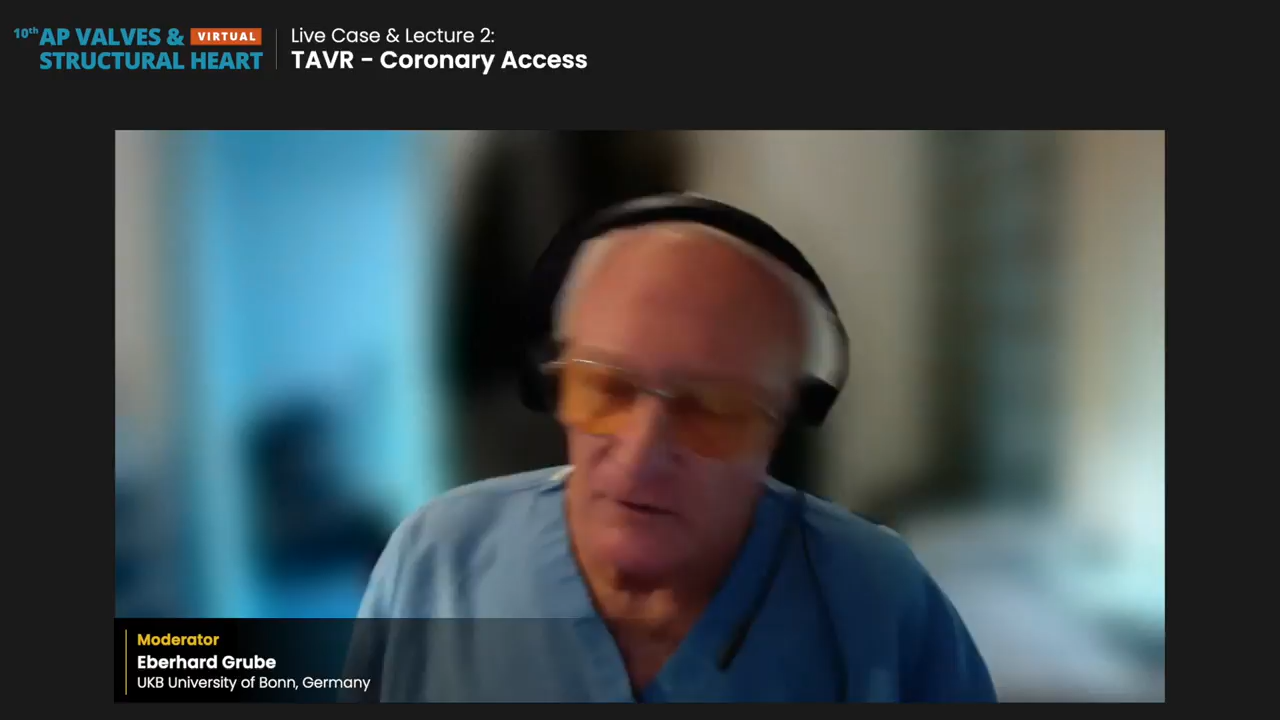 10th AP VALVES & VIRTUAL
STRUCTURAL HEART
Live Case & Lecture 2:
TAVR - Coronary Access
Moderator
Eberhard Grube
UKB University of Bonn, Germany